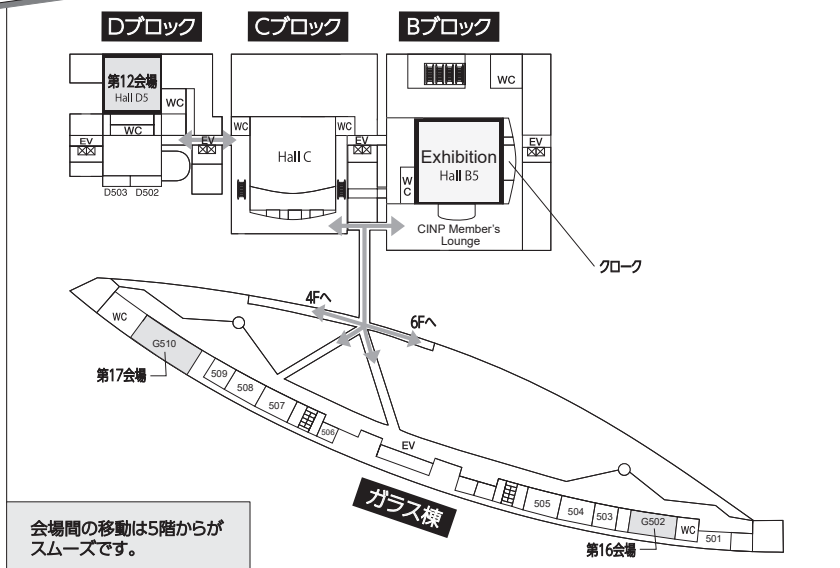 Dブロック
Cブロック
Bブロック
第12会場
Hall D5
WC
WC
EV
EV
D503 D502
WC
WC
Hall C
EV
WC
WC
Exhibition
Hall B5
EV
CINP Member's
Lounge
クローク
4Fへ
6Fへ
WC
G510
第17会場
509
508
507
506
EV
ガラス棟
505
504
503
G502
WC
501
第16会場
会場間の移動は5階からが
スムーズです。